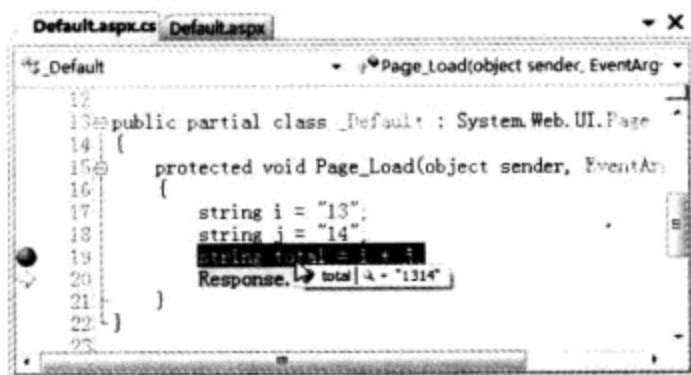 Default.aspx.cs Default.aspx
_Default Page_Load(object sender, EventArg
12
13 public partial class _Default : System.Web.UI.Page
14 {
15 protected void Page_Load(object sender, EventAr
16 {
17 string i = "13";
18 string j = "14";
19 string total = i + j;
20 Response. total "1314"
21 }
22 }
23